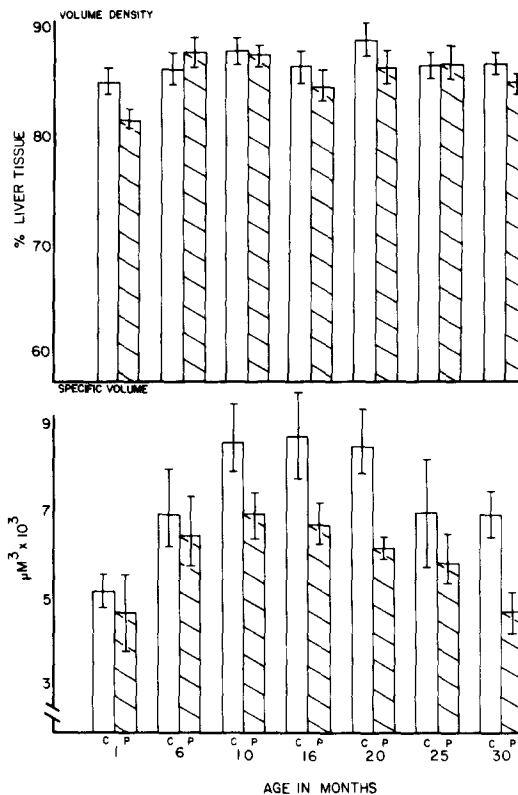 VOLUME DENSITY
90
80
70
60
% LIVER TISSUE
SPECIFIC VOLUME
9
7
5
3
µM³ x 10³
C P C P C P C P C P C P C P
1 6 10 16 20 25 30
AGE IN MONTHS